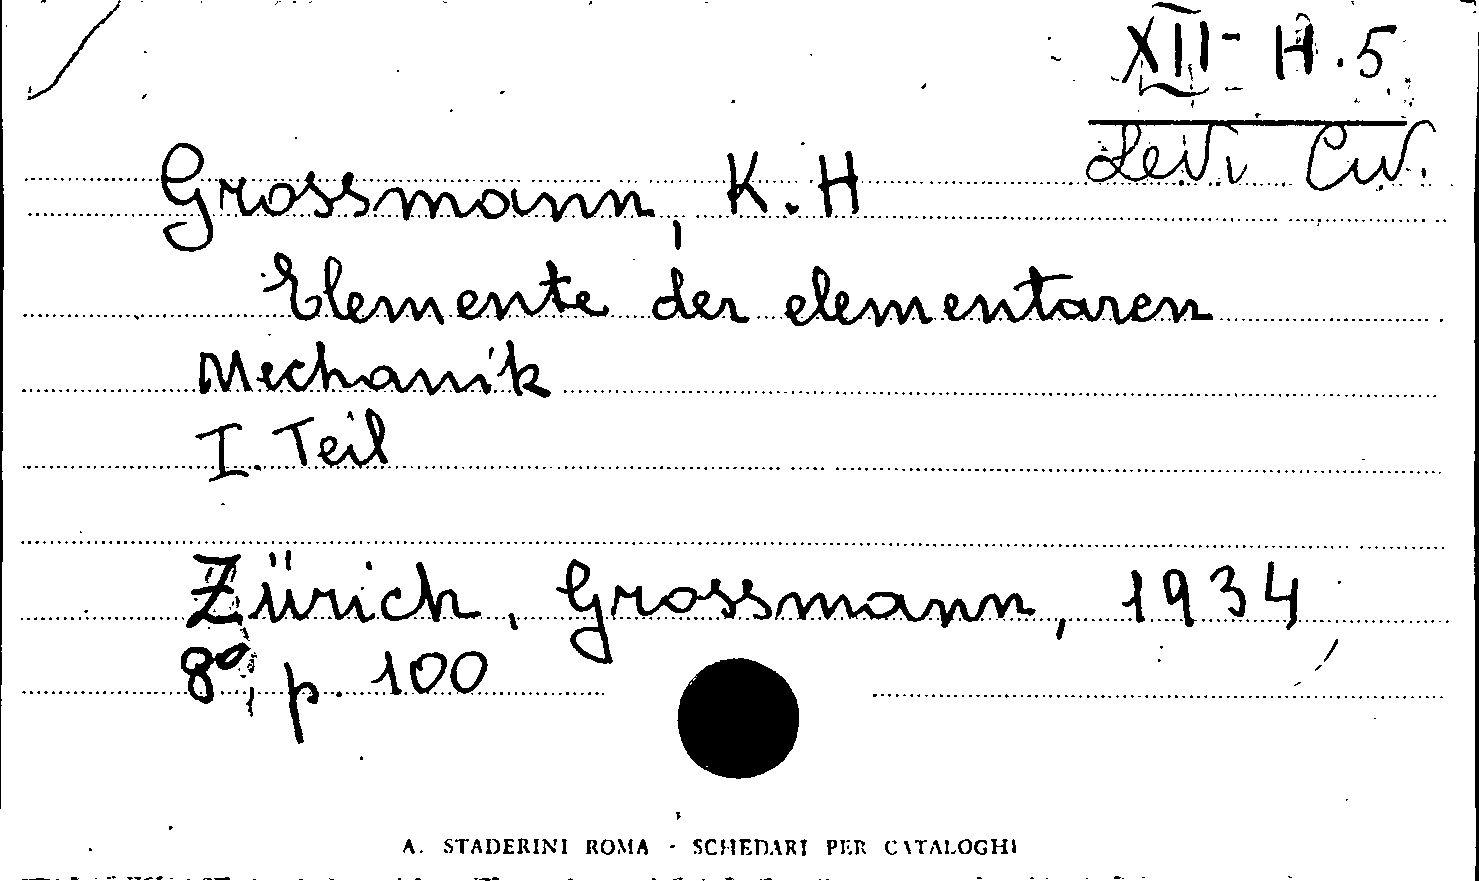 XII - H.5
Levi Civ.
Grossmann, K.H
Elemente der elementaren
Mechanik
I. Teil
Zürich, Grossmann, 1934
8º, p. 100
A. STADERINI ROMA - SCHEDARI PER CATALOGHI